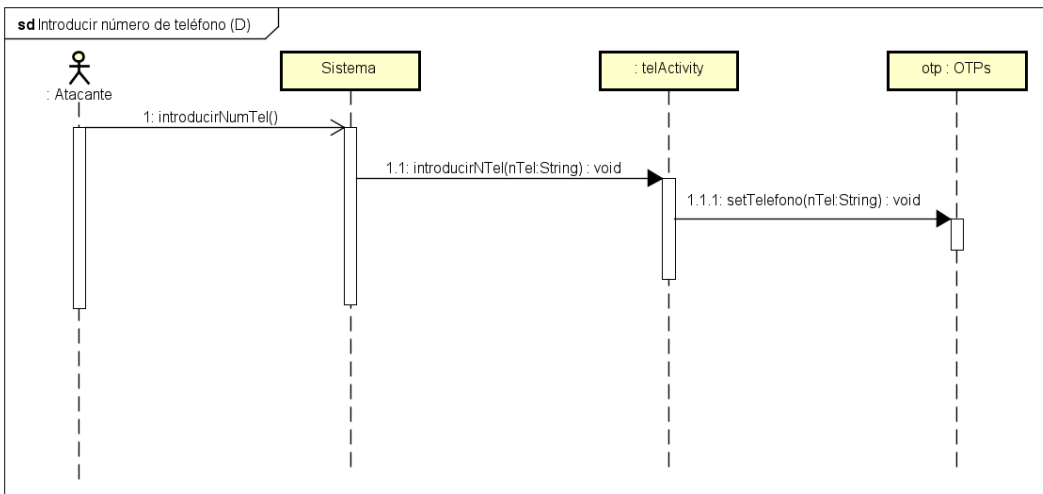 sd Introducir número de teléfono (D)
: Atacante
Sistema
: telActivity
otp : OTPs
1: introducirNumTel()
1.1: introducirNTel(nTel:String) : void
1.1.1: setTelefono(nTel:String) : void